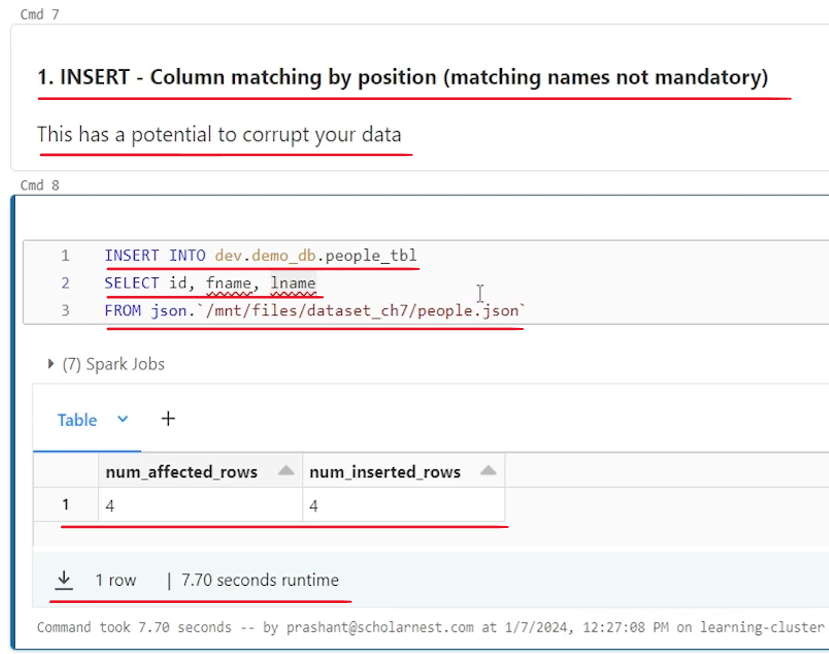 Cmd 7
1. INSERT - Column matching by position (matching names not mandatory)
This has a potential to corrupt your data
Cmd 8
1 INSERT INTO dev.demo_db.people_tbl
2 SELECT id, fname, lname
3 FROM json.`/mnt/files/dataset_ch7/people.json`
(7) Spark Jobs
Table +
num_affected_rows num_inserted_rows
1 4 4
1 row | 7.70 seconds runtime
Command took 7.70 seconds -- by prashant@scholarnest.com at 1/7/2024, 12:27:08 PM on learning-cluster